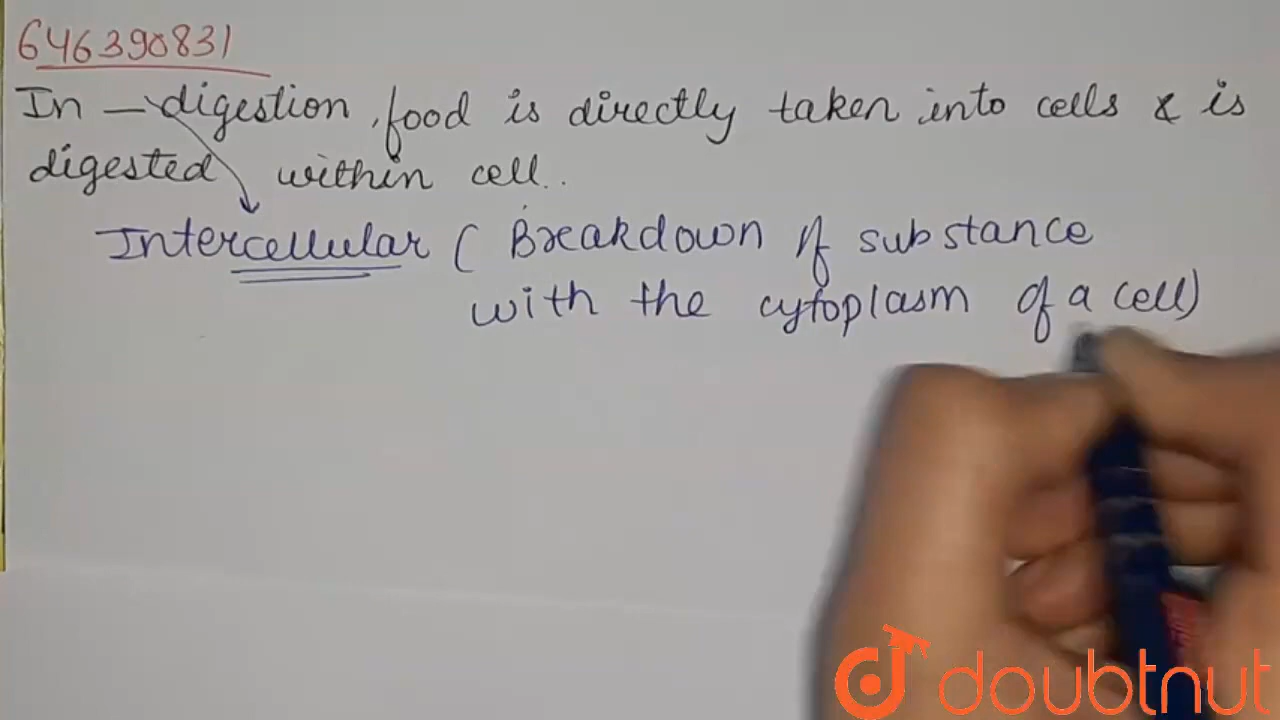 646390831
In — digestion, food is directly taken into cells & is
digested within cell..
Intercellular ( Breakdown of substance
with the cytoplasm of a cell)
doubtnut